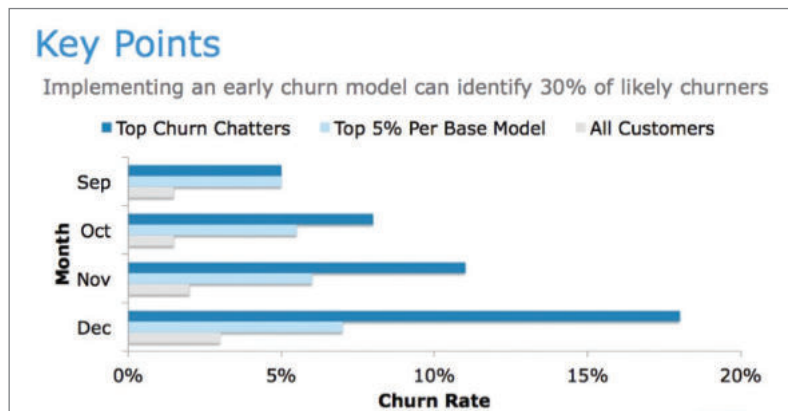 Key Points
Implementing an early churn model can identify 30% of likely churners
Top Churn Chatters Top 5% Per Base Model All Customers
Sep
Oct
Nov
Dec
Month
0% 5% 10% 15% 20%
Churn Rate